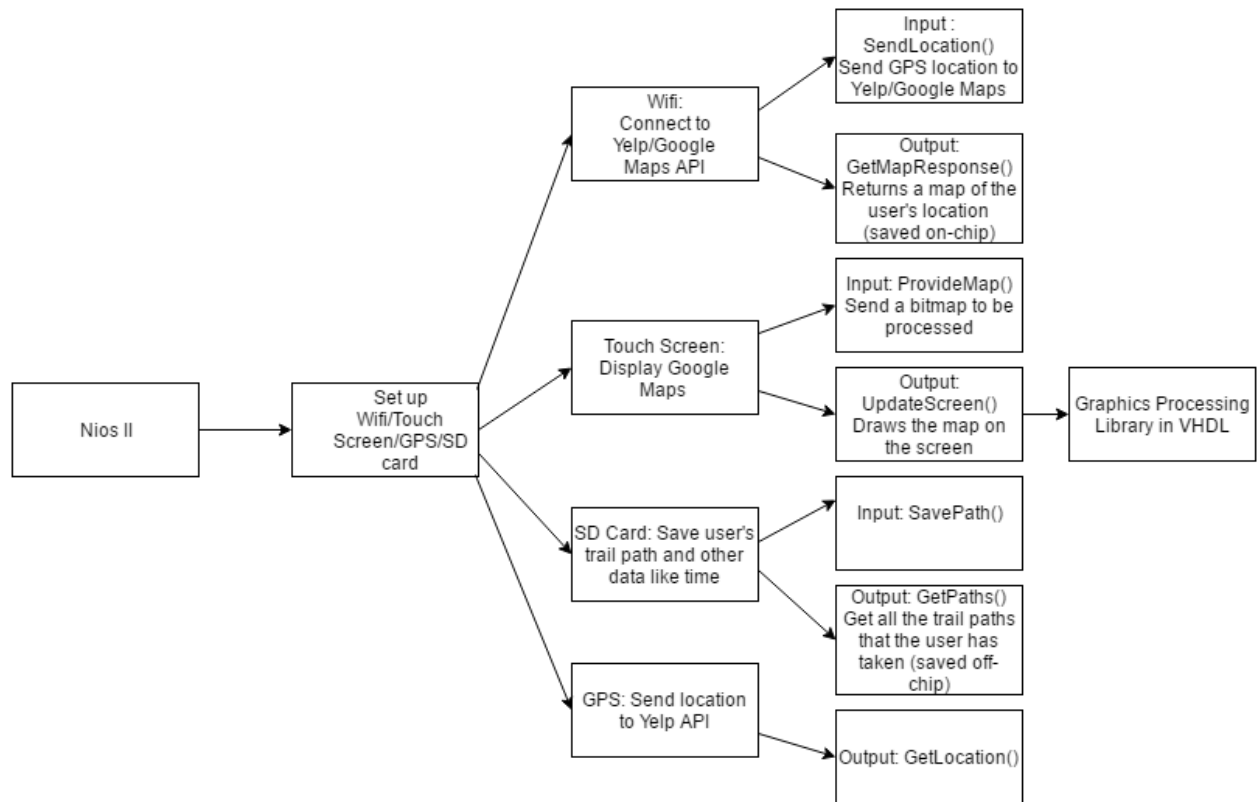 Nios II
Set up
Wifi/Touch
Screen/GPS/SD
card
Wifi:
Connect to
Yelp/Google
Maps API
Input :
SendLocation()
Send GPS location to
Yelp/Google Maps
Output:
GetMapResponse()
Returns a map of the
user's location
(saved on-chip)
Touch Screen:
Display Google
Maps
Input: ProvideMap()
Send a bitmap to be
processed
Output:
UpdateScreen()
Draws the map on
the screen
Graphics Processing
Library in VHDL
SD Card: Save user's
trail path and other
data like time
Input: SavePath()
Output: GetPaths()
Get all the trail paths
that the user has
taken (saved off-
chip)
GPS: Send location
to Yelp API
Output: GetLocation()